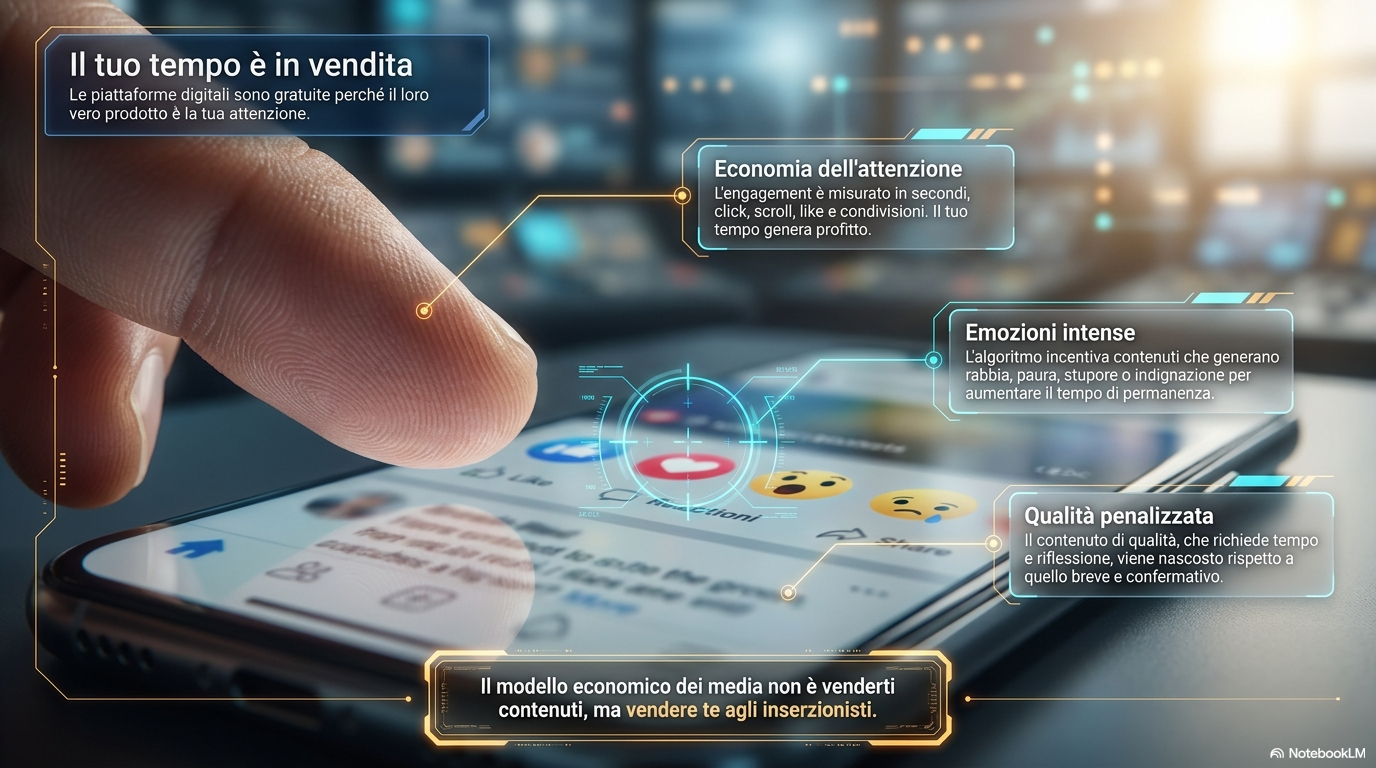 Il tuo tempo è in vendita
Le piattaforme digitali sono gratuite perché il loro
vero prodotto è la tua attenzione.
Economia dell'attenzione
L'engagement è misurato in secondi,
click, scroll, like e condivisioni. Il tuo
tempo genera profitto.
Emozioni intense
L'algoritmo incentiva contenuti che generano
rabbia, paura, stupore o indignazione per
aumentare il tempo di permanenza.
Qualità penalizzata
Il contenuto di qualità, che richiede tempo
e riflessione, viene nascosto rispetto a
quello breve e confermativo.
Like
Reactioni
Share
More
Il modello economico dei media non è venderti
contenuti, ma vendere te agli inserzionisti.
NotebookLM